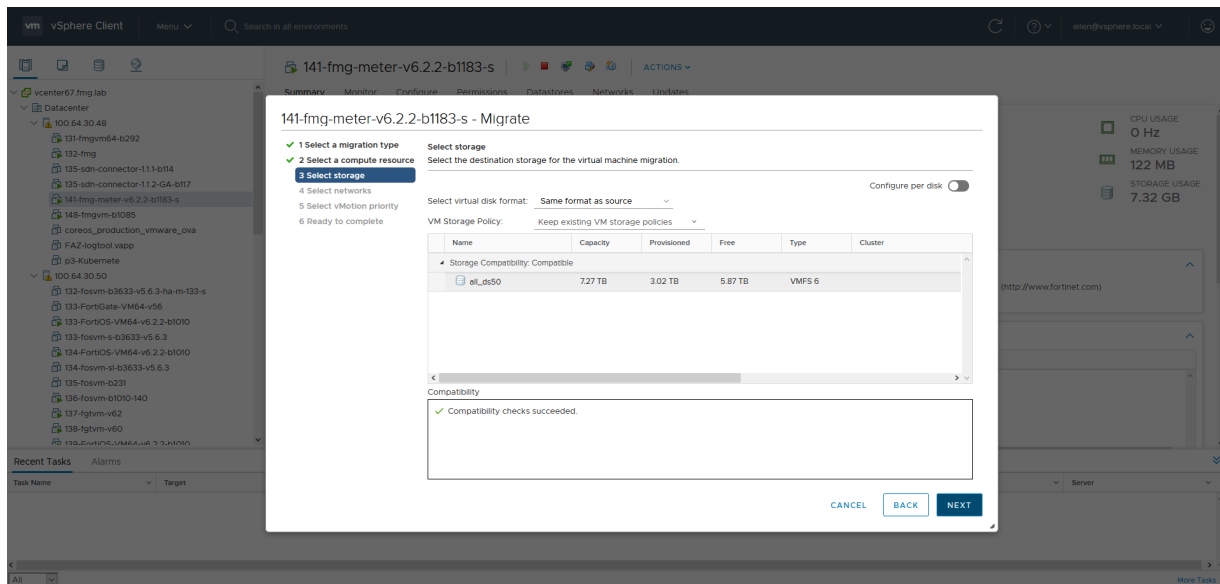 vm vSphere Client Menu Search in all environments ellen@vsphere.local
141-fmg-meter-v6.2.2-b1183-s ACTIONS
Summary Monitor Configure Permissions Datastores Networks Updates
vcenter67.fmg.lab
Datacenter
100.64.30.48
131-fmgvm64-b292
132-fmg
135-sdn-connector-1.1.1-b114
135-sdn-connector-1.1.2-GA-b117
141-fmg-meter-v6.2.2-b1183-s
148-fmgvm-b1085
coreos_production_vmware_ova
FAZ-logtool.vapp
p3-Kubernete
100.64.30.50
132-fosvm-b3633-v5.6.3-ha-m-133-s
133-FortiGate-VM64-v56
133-FortiOS-VM64-v6.2.2-b1010
133-fosvm-s-b3633-v5.6.3
134-FortiOS-VM64-v6.2.2-b1010
134-fosvm-sl-b3633-v5.6.3
135-fosvm-b231
136-fosvm-b1010-140
137-fgtvm-v62
138-fgtvm-v60
139-FortiOS-VM64-v6.2.2-b1010
141-fmg-meter-v6.2.2-b1183-s - Migrate
1 Select a migration type
2 Select a compute resource
3 Select storage
4 Select networks
5 Select vMotion priority
6 Ready to complete
Select storage
Select the destination storage for the virtual machine migration.
Configure per disk
Select virtual disk format: Same format as source
VM Storage Policy: Keep existing VM storage policies
Name Capacity Provisioned Free Type Cluster
Storage Compatibility: Compatible
all_ds50 7.27 TB 3.02 TB 5.87 TB VMFS 6
Compatibility
Compatibility checks succeeded.
CANCEL BACK NEXT
CPU USAGE
0 Hz
MEMORY USAGE
122 MB
STORAGE USAGE
7.32 GB
(http://www.fortinet.com)
Recent Tasks Alarms
Task Name Target Server
All More Tasks